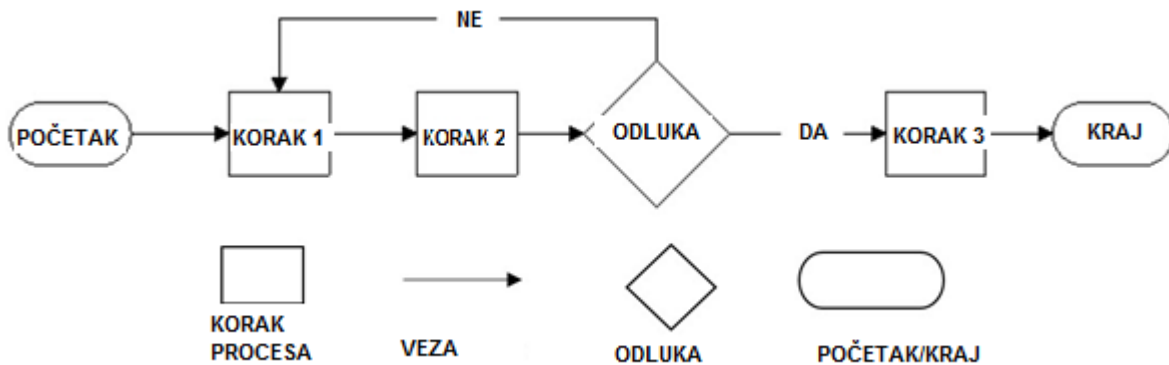 NE
POČETAK
KORAK 1
KORAK 2
ODLUKA
DA
KORAK 3
KRAJ
KORAK
PROCESA
VEZA
ODLUKA
POČETAK/KRAJ